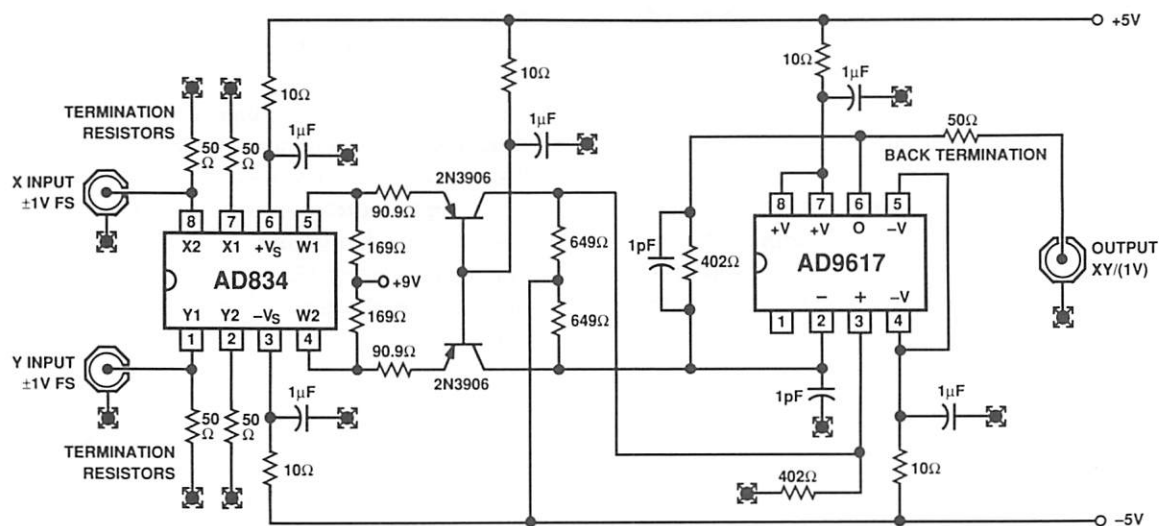 +5V
10Ω
10Ω
10Ω
1μF
TERMINATION
RESISTORS
50
Ω
50
Ω
1μF
1μF
50Ω
BACK TERMINATION
X INPUT
±1V FS
2N3906
90.9Ω
8 7 6 5
X2 X1 +VS W1
AD834
Y1 Y2 −VS W2
1 2 3 4
169Ω
+9V
169Ω
649Ω
649Ω
1pF
402Ω
8 7 6 5
+V +V O −V
AD9617
− + −V
1 2 3 4
OUTPUT
XY/(1V)
Y INPUT
±1V FS
90.9Ω
2N3906
50
Ω
50
Ω
1μF
1pF
1μF
TERMINATION
RESISTORS
10Ω
402Ω
10Ω
−5V